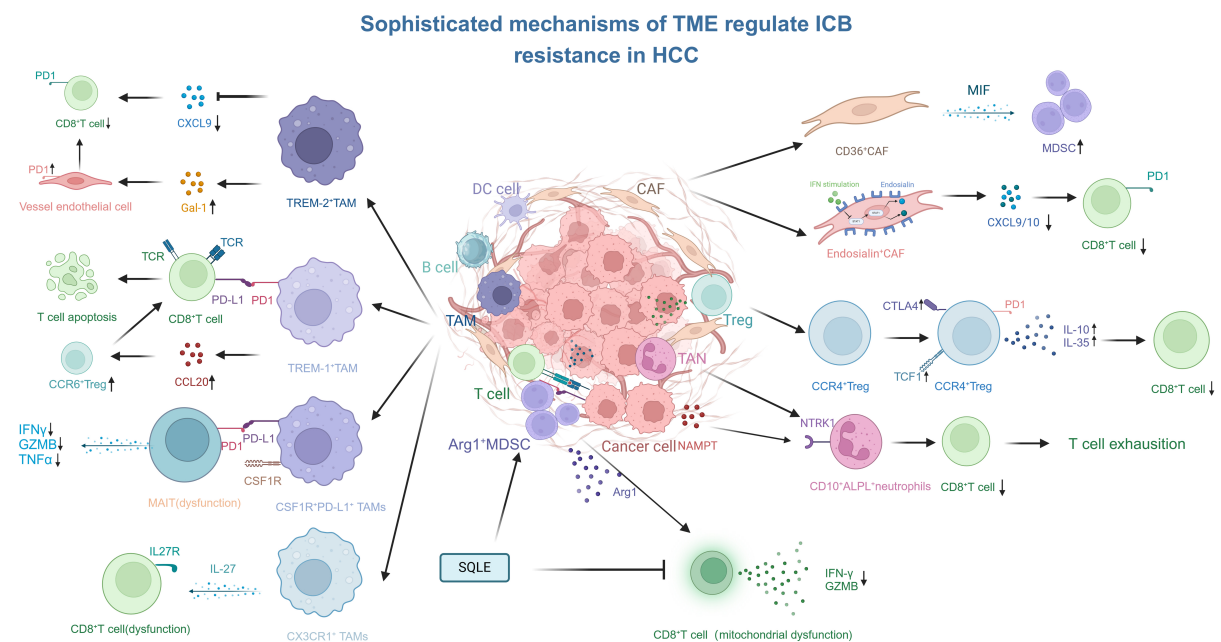 Sophisticated mechanisms of TME regulate ICB
resistance in HCC
PD1
CD8⁺T cell
CXCL9
PD1
Vessel endothelial cell
Gal-1
TREM-2⁺TAM
TCR
TCR
PD-L1
PD1
T cell apoptosis
CD8⁺T cell
CCR6⁺Treg
CCL20
TREM-1⁺TAM
IFNγ
GZMB
TNFα
PD1
PD-L1
CSF1R
MAIT(dysfunction)
CSF1R⁺PD-L1⁺ TAMs
IL27R
IL-27
CD8⁺T cell(dysfunction)
CX3CR1⁺ TAMs
DC cell
CAF
B cell
TAM
Treg
TAN
T cell
Arg1⁺MDSC
Cancer cell
NAMPT
Arg1
SQLE
CD36⁺CAF
MIF
MDSC
IFN stimulation
Endosialin
Endosialin⁺CAF
CXCL9/10
PD1
CD8⁺T cell
CCR4⁺Treg
CTLA4
PD1
TCF1
CCR4⁺Treg
IL-10
IL-35
CD8⁺T cell
NTRK1
CD10⁺ALPL⁺neutrophils
CD8⁺T cell
T cell exhausition
IFN-γ
GZMB
CD8⁺T cell（mitochondrial dysfunction）